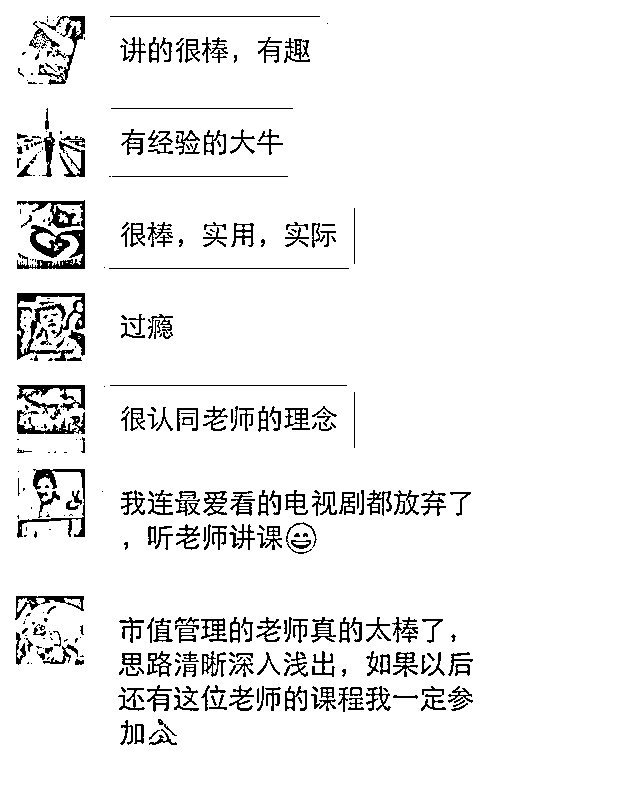 讲的很棒，有趣
有经验的大牛
很棒，实用，实际
过瘾
很认同老师的理念
我连最爱看的电视剧都放弃了
，听老师讲课😄
市值管理的老师真的太棒了，
思路清晰深入浅出，如果以后
还有这位老师的课程我一定参
加